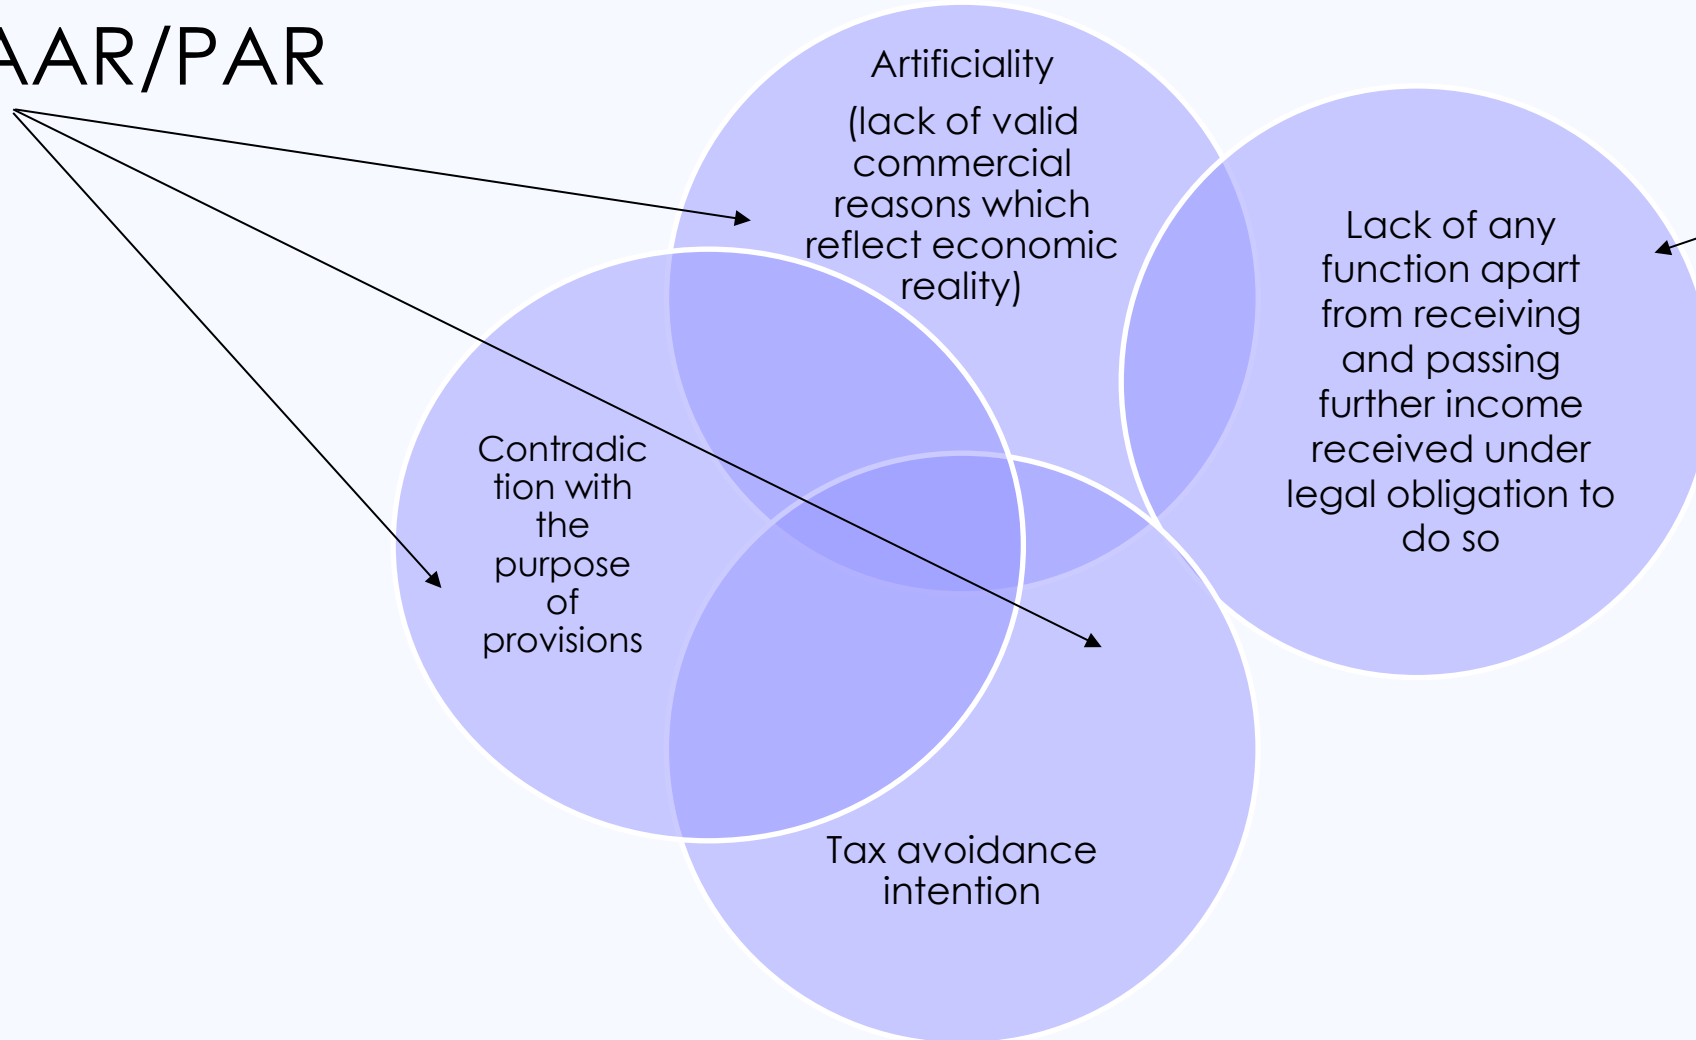 AAR/PAR
Artificiality
(lack of valid
commercial
reasons which
reflect economic
reality)
Lack of any
function apart
from receiving
and passing
further income
received under
legal obligation to
do so
Contradic
tion with
the
purpose
of
provisions
Tax avoidance
intention